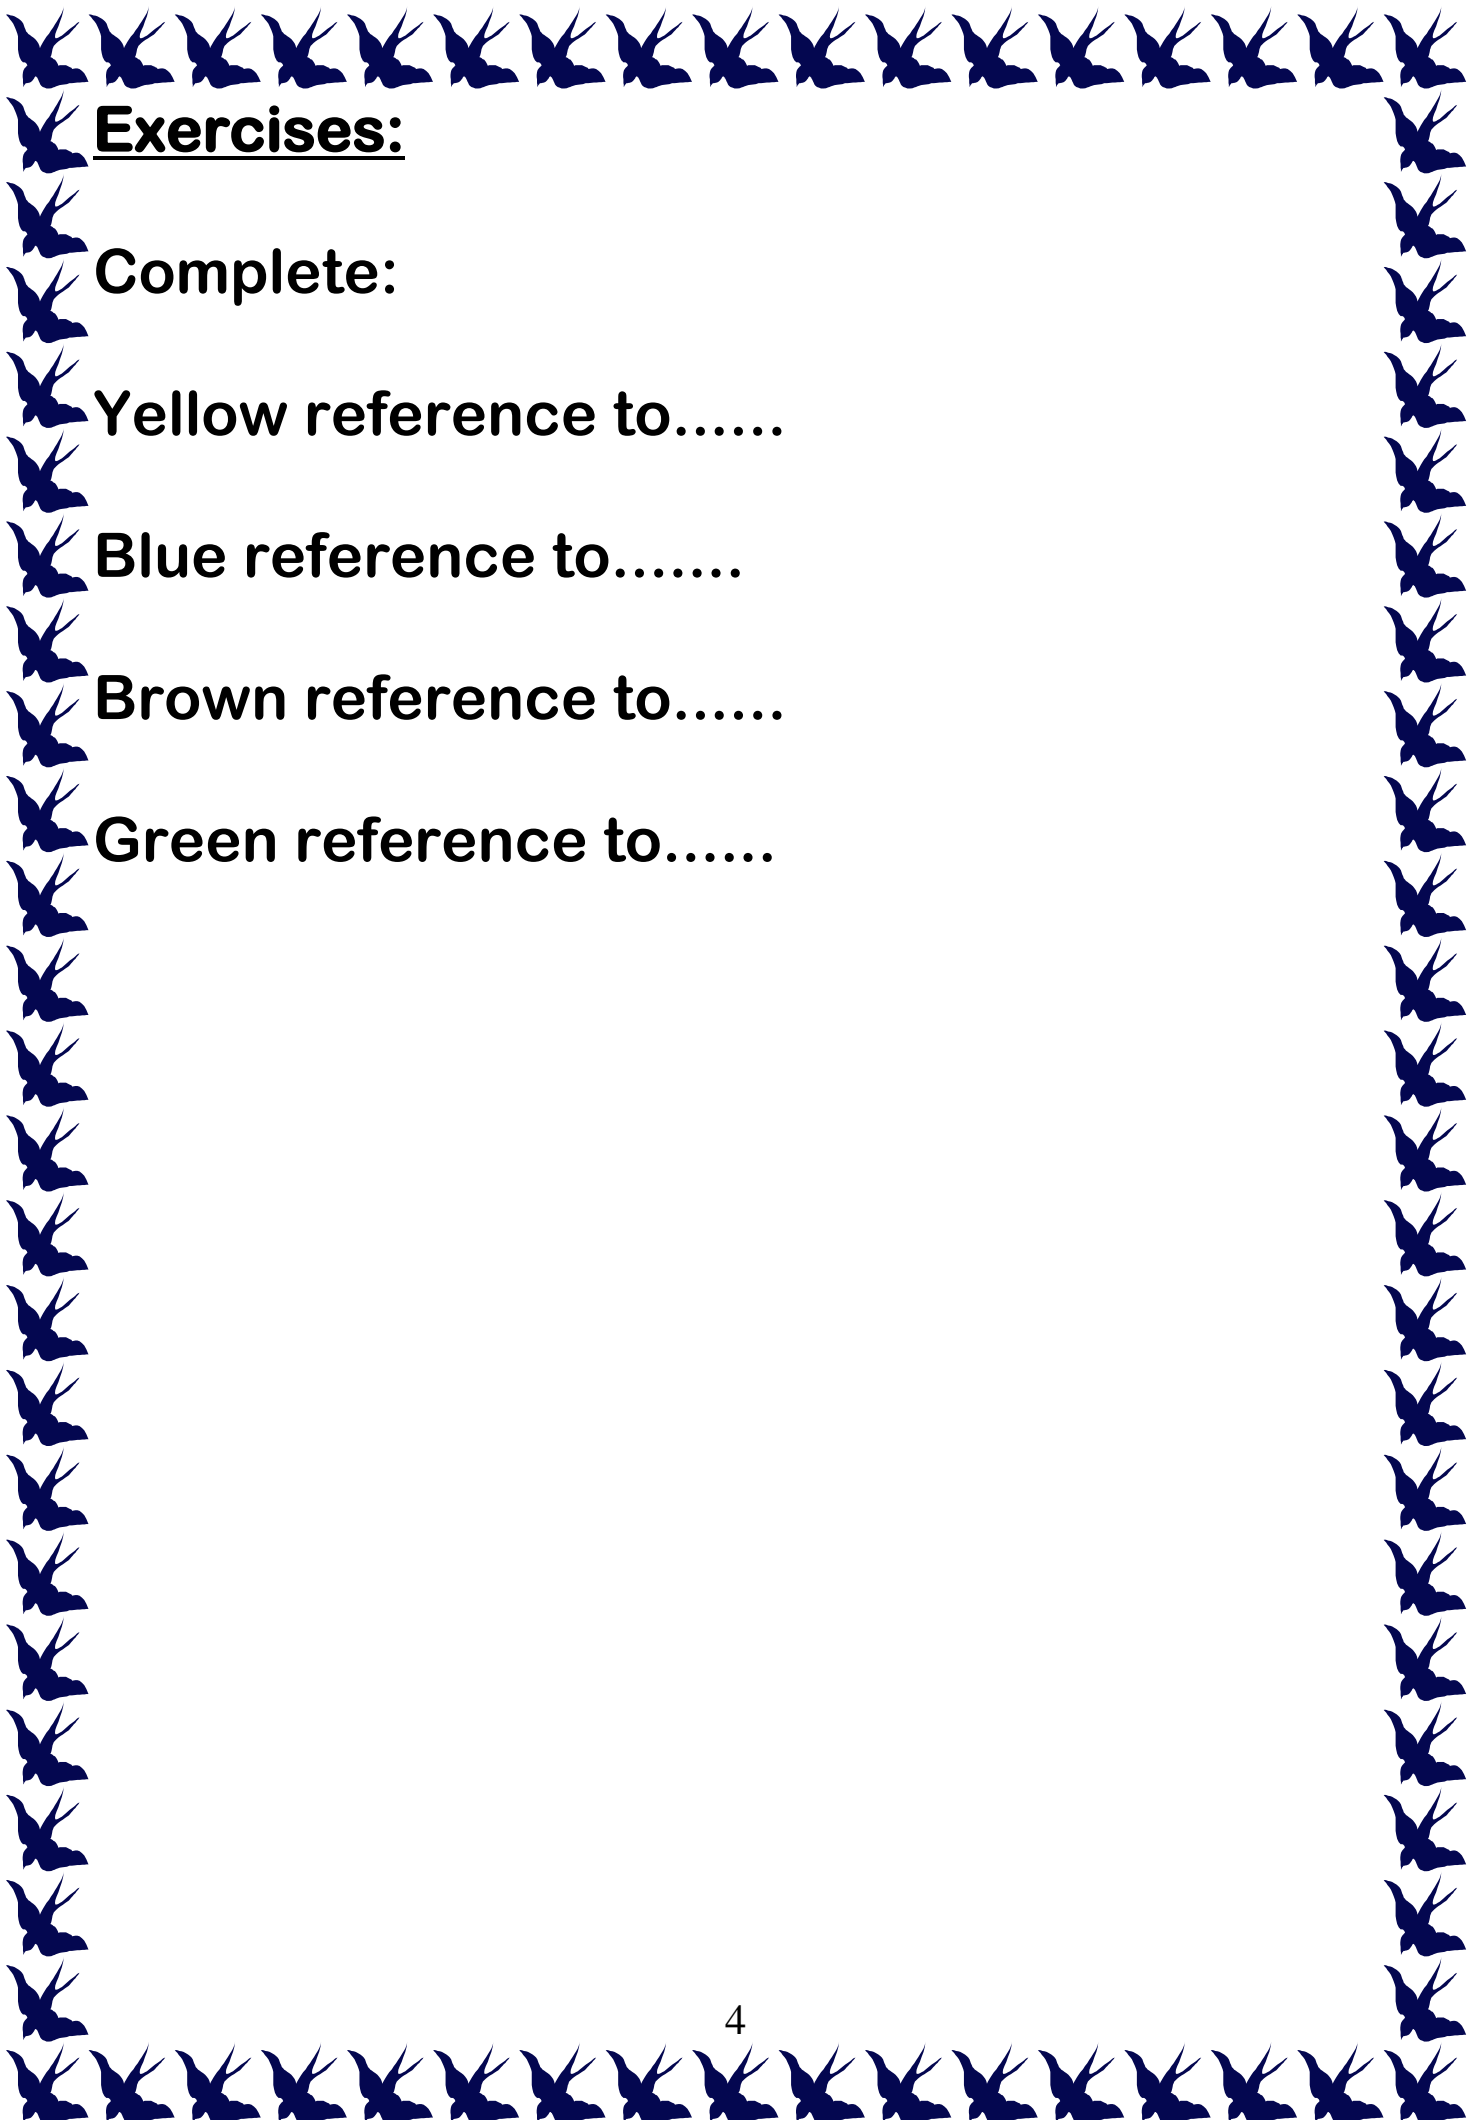 Exercises:
Complete:
Yellow reference to......
Blue reference to.......
Brown reference to......
Green reference to......
4